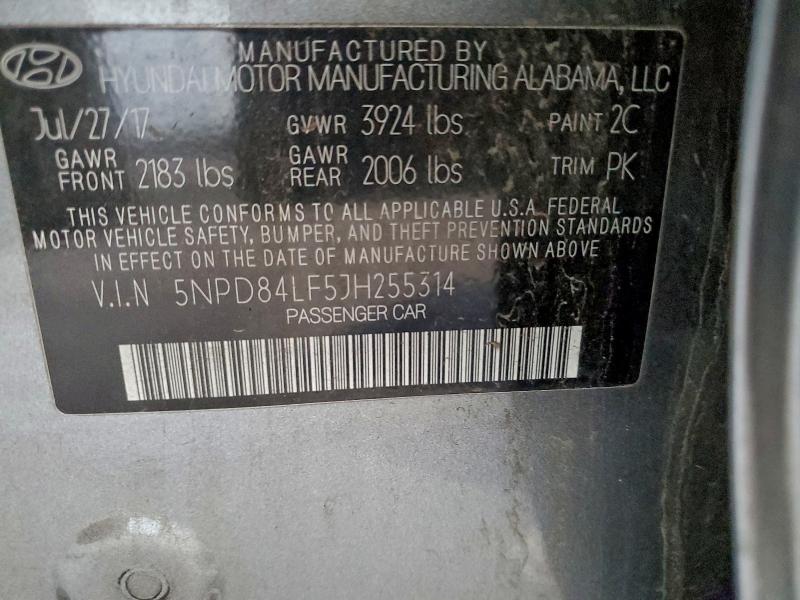 MANUFACTURED BY
HYUNDAI MOTOR MANUFACTURING ALABAMA, LLC
Jul/27/17 GVWR 3924 lbs PAINT 2C
GAWR FRONT 2183 lbs GAWR REAR 2006 lbs TRIM PK
THIS VEHICLE CONFORMS TO ALL APPLICABLE U.S.A. FEDERAL
MOTOR VEHICLE SAFETY, BUMPER, AND THEFT PREVENTION STANDARDS
IN EFFECT ON THE DATE OF MANUFACTURE SHOWN ABOVE
V.I.N 5NPD84LF5JH255314
PASSENGER CAR